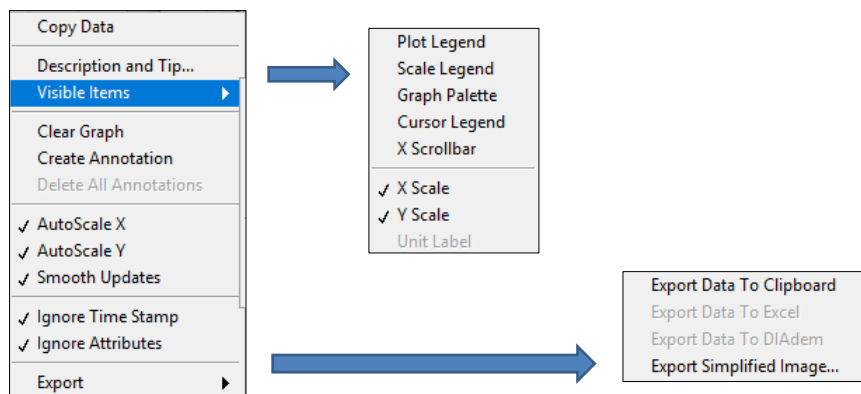 Copy Data
Description and Tip...
Visible Items
Clear Graph
Create Annotation
Delete All Annotations
AutoScale X
AutoScale Y
Smooth Updates
Ignore Time Stamp
Ignore Attributes
Export
Plot Legend
Scale Legend
Graph Palette
Cursor Legend
X Scrollbar
X Scale
Y Scale
Unit Label
Export Data To Clipboard
Export Data To Excel
Export Data To DIAdem
Export Simplified Image...